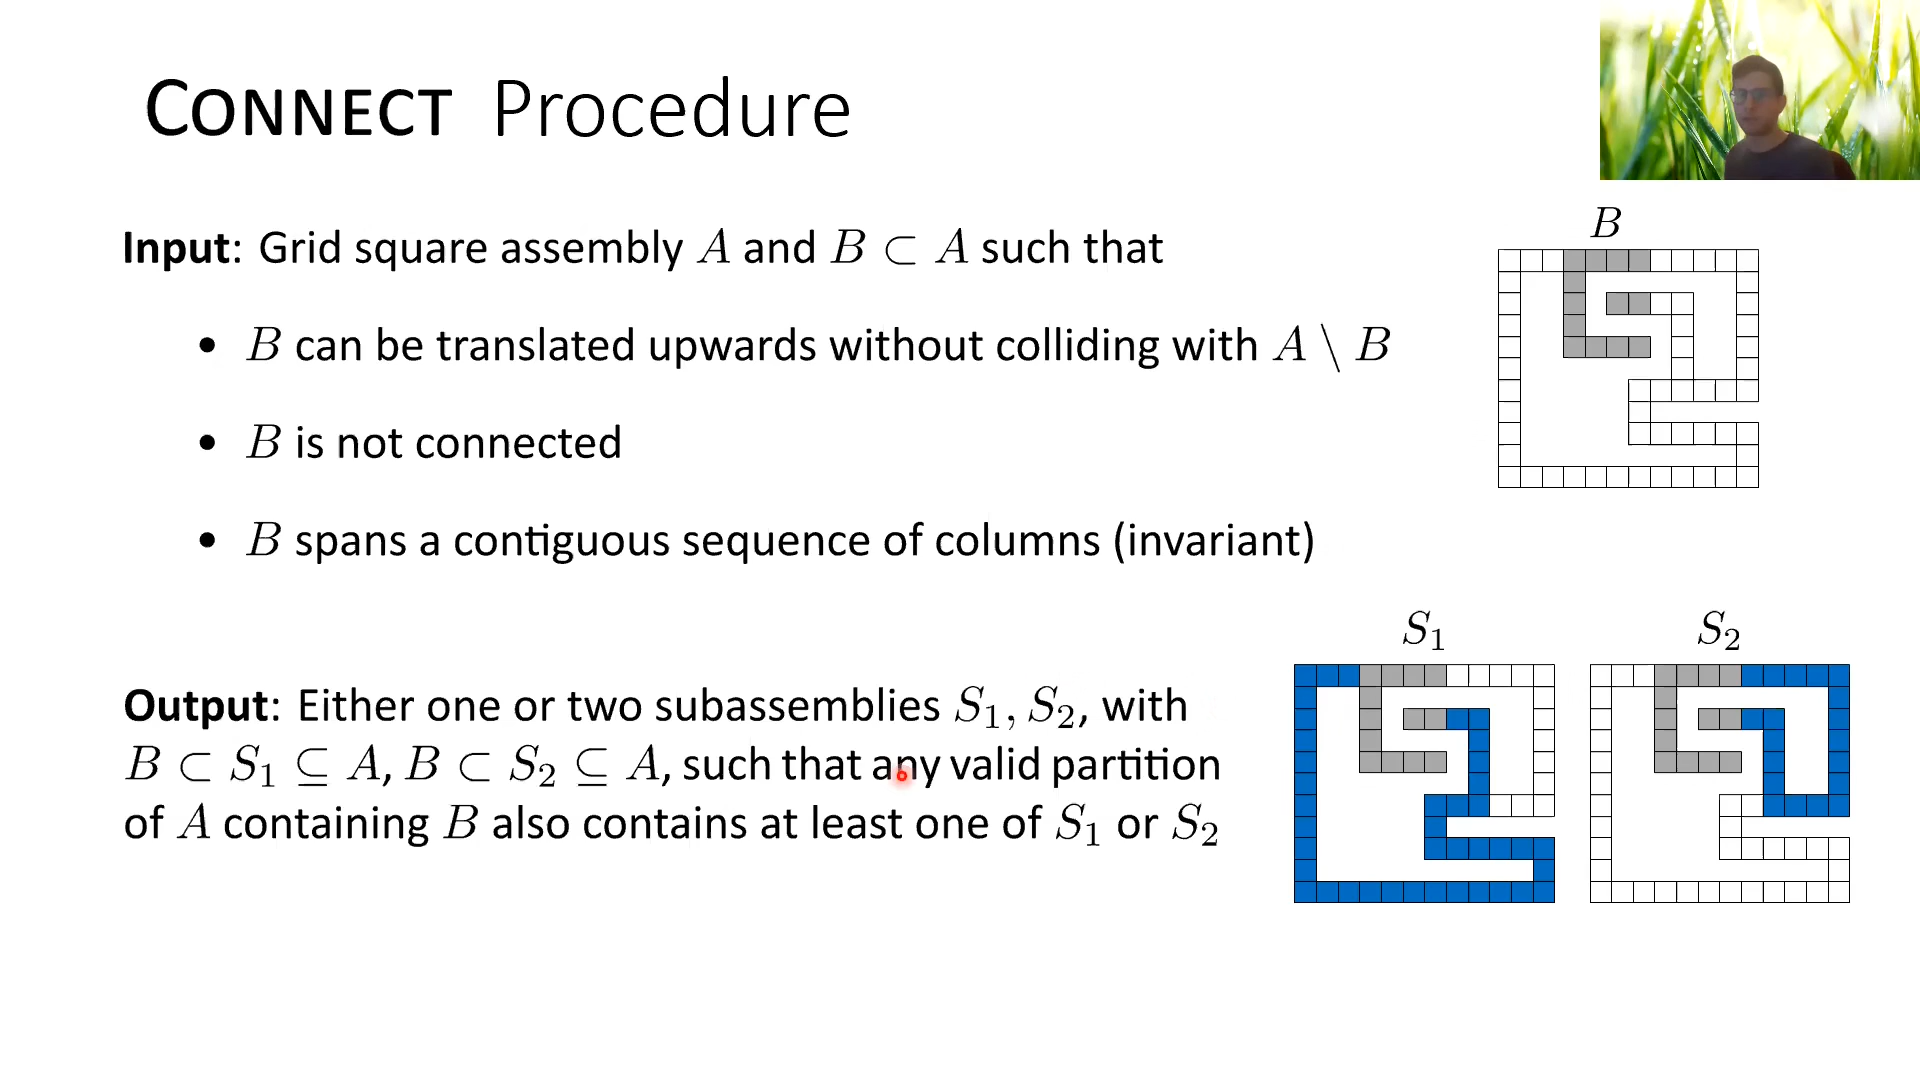 CONNECT Procedure
B
Input: Grid square assembly A and B ⊂ A such that
• B can be translated upwards without colliding with A \ B
• B is not connected
• B spans a contiguous sequence of columns (invariant)
S₁ S₂
Output: Either one or two subassemblies S₁, S₂, with
B ⊂ S₁ ⊆ A, B ⊂ S₂ ⊆ A, such that any valid partition
of A containing B also contains at least one of S₁ or S₂